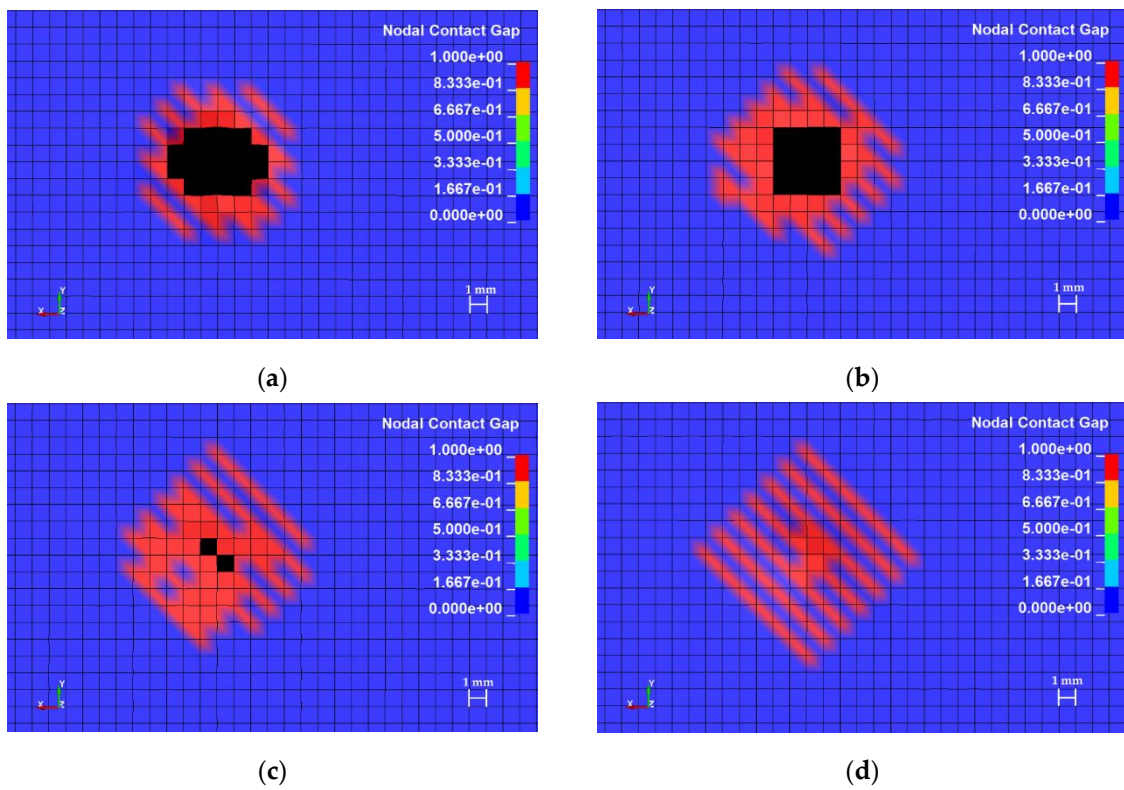 Nodal Contact Gap
1.000e+00
8.333e-01
6.667e-01
5.000e-01
3.333e-01
1.667e-01
0.000e+00
Y
X
Z
1 mm
(a)
Nodal Contact Gap
1.000e+00
8.333e-01
6.667e-01
5.000e-01
3.333e-01
1.667e-01
0.000e+00
Y
X
Z
1 mm
(b)
Nodal Contact Gap
1.000e+00
8.333e-01
6.667e-01
5.000e-01
3.333e-01
1.667e-01
0.000e+00
Y
X
Z
1 mm
(c)
Nodal Contact Gap
1.000e+00
8.333e-01
6.667e-01
5.000e-01
3.333e-01
1.667e-01
0.000e+00
Y
X
Z
1 mm
(d)